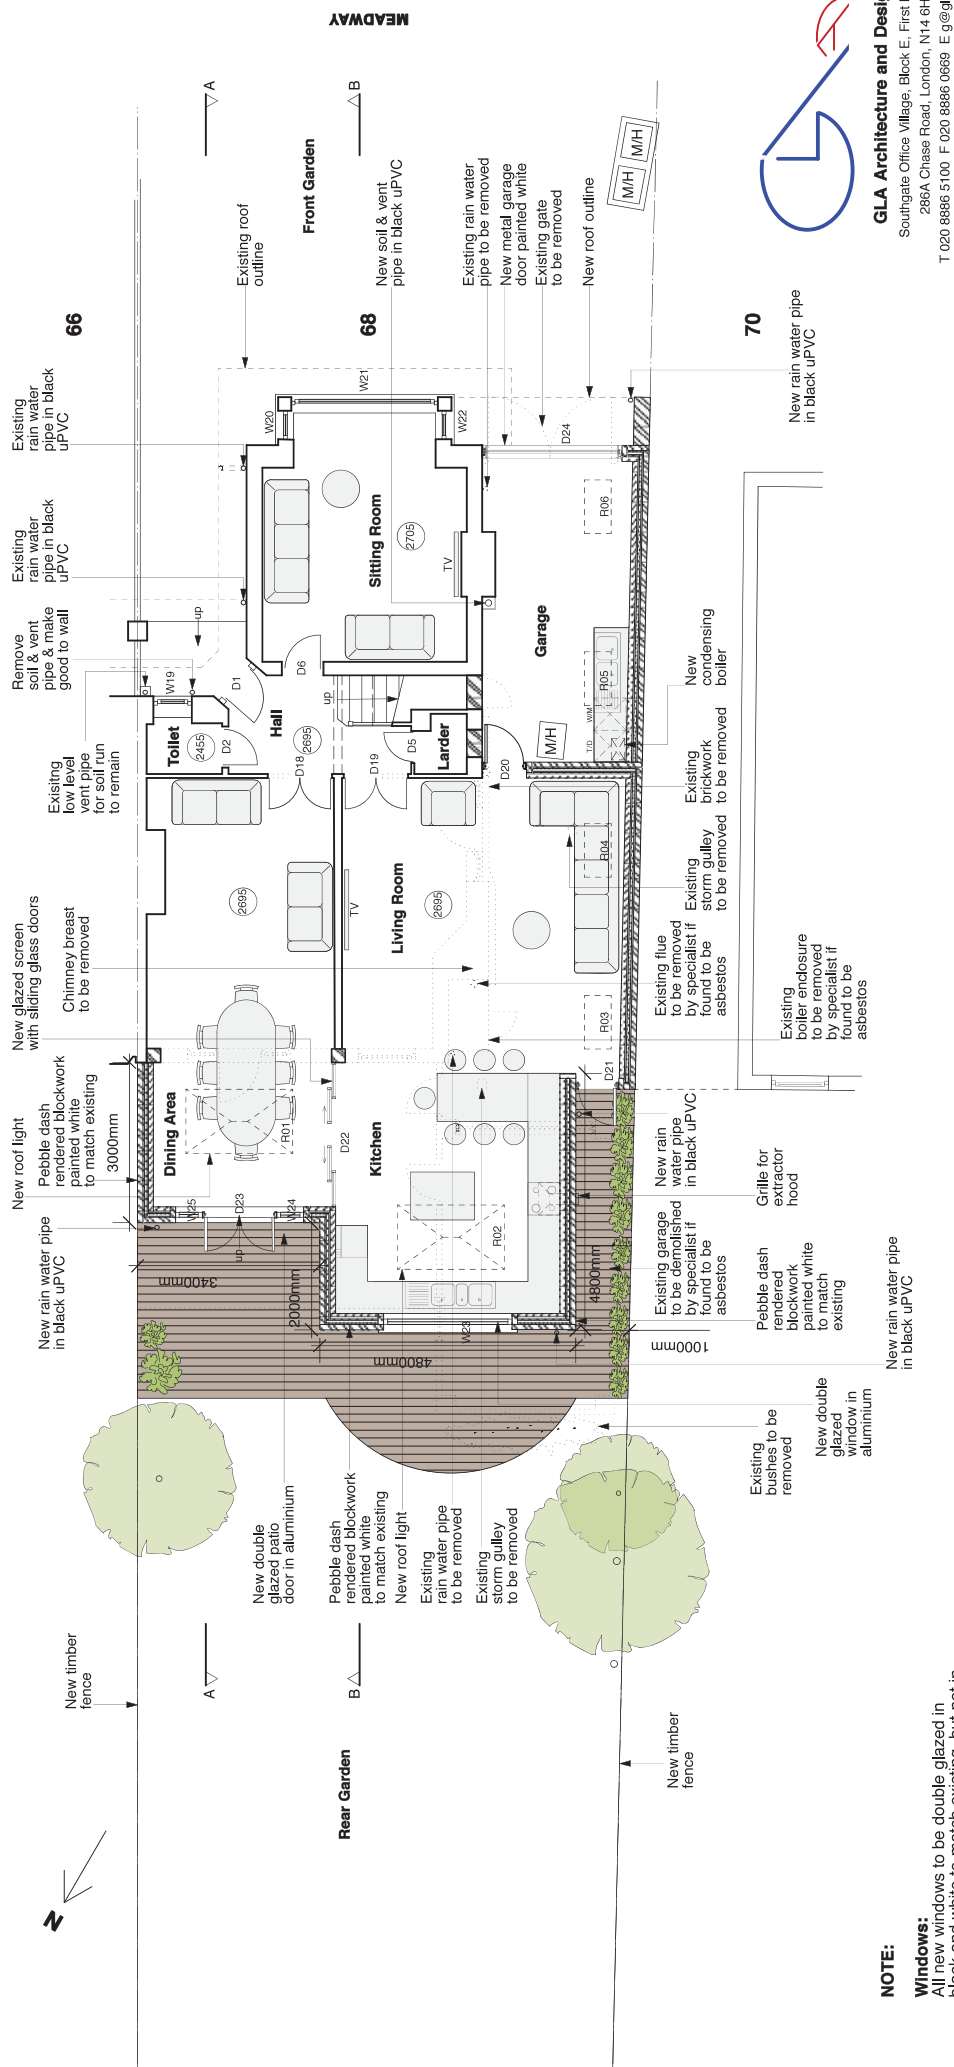 New rain water pipe
in black uPVC
New roof light
Pebble dash
rendered blockwork
painted white
to match existing
New glazed screen
with sliding glass doors
Chimney breast
to be removed
Exisitng
low level
vent pipe
for soil run
to remain
Remove
soil & vent
pipe & make
good to wall
Existing
rain water
pipe in black
uPVC
Existing
rain water
pipe in black
uPVC
66
New timber
fence
3000mm
3400mm
2000mm
4800mm
4800mm
1000mm
A
A
B
B
N
MEADWAY
Existing roof
outline
Front Garden
68
New soil & vent
pipe in black uPVC
Existing rain water
pipe to be removed
New metal garage
door painted white
Existing gate
to be removed
New roof outline
M/H
M/H
70
New rain water pipe
in black uPVC
Dining Area
R01
W25
D23
W24
up
D22
Toilet
2455
W19
D2
D1
up
Hall
2695
D18
D19
D6
up
D5
Larder
D20
Sitting Room
2705
TV
W20
W21
W22
Garage
D24
R06
R05
W/M
T/D
M/H
2695
TV
Living Room
2695
R04
R03
D21
Kitchen
R02
W23
New double
glazed patio
door in aluminium
Pebble dash
rendered blockwork
painted white
to match existing
New roof light
Existing
rain water pipe
to be removed
Existing
storm gulley
to be removed
Rear Garden
New timber
fence
Existing
bushes to be
removed
New double
glazed
window in
aluminium
New rain water pipe
in black uPVC
Pebble dash
rendered
blockwork
painted white
to match
existing
Existing garage
to be demolished
by specialist if
found to be
asbestos
Grille for
extractor
hood
New rain
water pipe
in black uPVC
Existing
boiler enclosure
to be removed
by specialist if
found to be
asbestos
Existing flue
to be removed
by specialist if
found to be
asbestos
Existing
storm gulley
to be removed
Existing
brickwork
to be removed
New
condensing
boiler
GLA Architecture and Desig
Southgate Office Village, Block E, First
286A Chase Road, London, N14 6H
T 020 8886 5100 F 020 8886 0669 E g@gl
NOTE:
Windows:
All new windows to be double glazed in
black and white to match existing, but not in